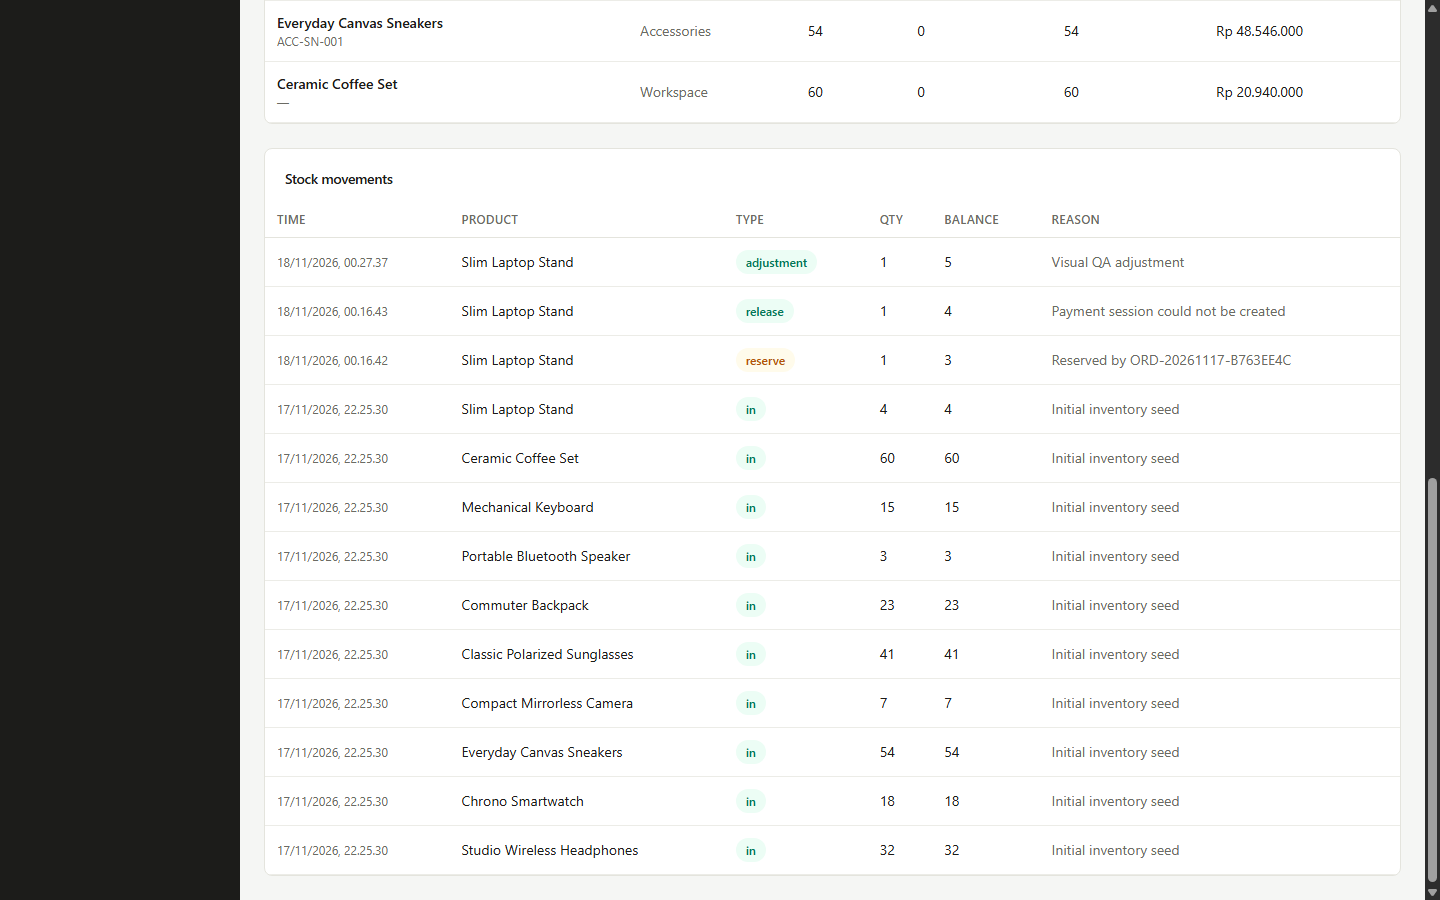 Everyday Canvas Sneakers Accessories 54 0 54 Rp 48.546.000
ACC-SN-001
Ceramic Coffee Set Workspace 60 0 60 Rp 20.940.000
—
Stock movements
TIME PRODUCT TYPE QTY BALANCE REASON
18/11/2026, 00.27.37 Slim Laptop Stand adjustment 1 5 Visual QA adjustment
18/11/2026, 00.16.43 Slim Laptop Stand release 1 4 Payment session could not be created
18/11/2026, 00.16.42 Slim Laptop Stand reserve 1 3 Reserved by ORD-20261117-B763EE4C
17/11/2026, 22.25.30 Slim Laptop Stand in 4 4 Initial inventory seed
17/11/2026, 22.25.30 Ceramic Coffee Set in 60 60 Initial inventory seed
17/11/2026, 22.25.30 Mechanical Keyboard in 15 15 Initial inventory seed
17/11/2026, 22.25.30 Portable Bluetooth Speaker in 3 3 Initial inventory seed
17/11/2026, 22.25.30 Commuter Backpack in 23 23 Initial inventory seed
17/11/2026, 22.25.30 Classic Polarized Sunglasses in 41 41 Initial inventory seed
17/11/2026, 22.25.30 Compact Mirrorless Camera in 7 7 Initial inventory seed
17/11/2026, 22.25.30 Everyday Canvas Sneakers in 54 54 Initial inventory seed
17/11/2026, 22.25.30 Chrono Smartwatch in 18 18 Initial inventory seed
17/11/2026, 22.25.30 Studio Wireless Headphones in 32 32 Initial inventory seed